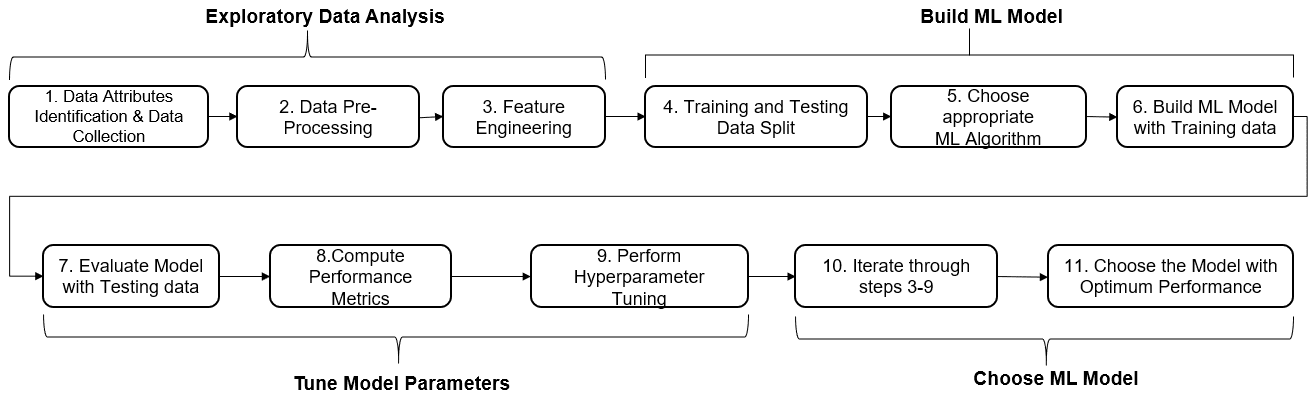 Exploratory Data Analysis
Build ML Model
1. Data Attributes
Identification & Data
Collection
2. Data Pre-
Processing
3. Feature
Engineering
4. Training and Testing
Data Split
5. Choose
appropriate
ML Algorithm
6. Build ML Model
with Training data
7. Evaluate Model
with Testing data
8.Compute
Performance
Metrics
9. Perform
Hyperparameter
Tuning
10. Iterate through
steps 3-9
11. Choose the Model with
Optimum Performance
Tune Model Parameters
Choose ML Model